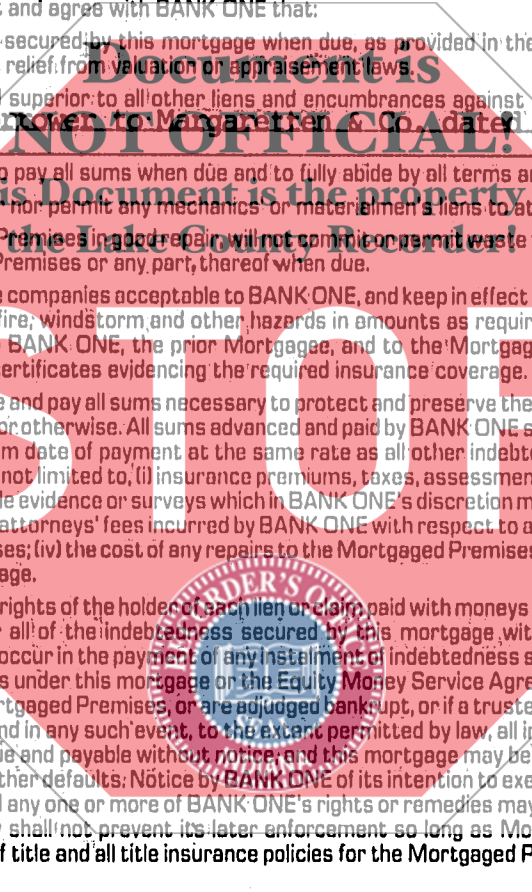 and agree with BANK ONE that:
secured by this mortgage when due, as provided in the
relief from valuation or appraisement laws.
Document is
superior to all other liens and encumbrances against
power to Margaretten & Co., dated
NOT OFFICIAL!
pay all sums when due and to fully abide by all terms
is Document is the property
nor permit any mechanics' or materialmen's liens to
the Lake County Recorder!
Premises in good repair, will not commit or permit waste
Premises or any part thereof when due.
companies acceptable to BANK ONE, and keep in effect
fire, windstorm and other hazards in amounts as
BANK ONE, the prior Mortgagee, and to the
certificates evidencing the required insurance coverage.
and pay all sums necessary to protect and preserve the
or otherwise. All sums advanced and paid by BANK ONE
date of payment at the same rate as all other
not limited to, (i) insurance premiums, taxes,
evidence or surveys which in BANK ONE's discretion
attorneys' fees incurred by BANK ONE with respect to
(iv) the cost of any repairs to the Mortgaged Premises
STOP
rights of the holder of each lien or claim paid with moneys
all of the indebtedness secured by this mortgage
occur in the payment of any instalment of indebtedness
under this mortgage or the Equity Money Service
Premises, or are adjudged bankrupt, or if a
in any such event, to the extent permitted by law, all
and payable without notice, and this mortgage may be
other defaults. Notice by BANK ONE of its intention to
any one or more of BANK ONE's rights or remedies may
shall not prevent its later enforcement so long as
RECORDER'S
SEAL
INDIANA
of title and all title insurance policies for the Mortgaged